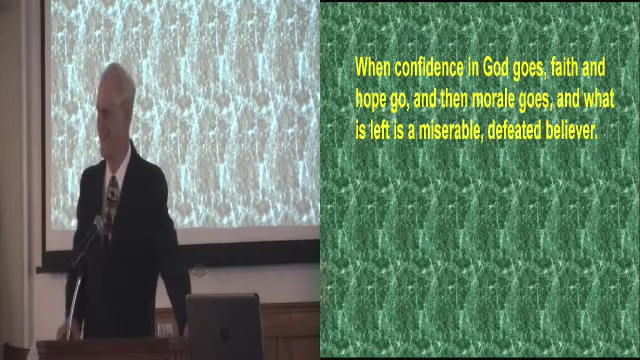 When confidence in God goes, faith and
hope go, and then morale goes, and what
is left is a miserable, defeated believer.